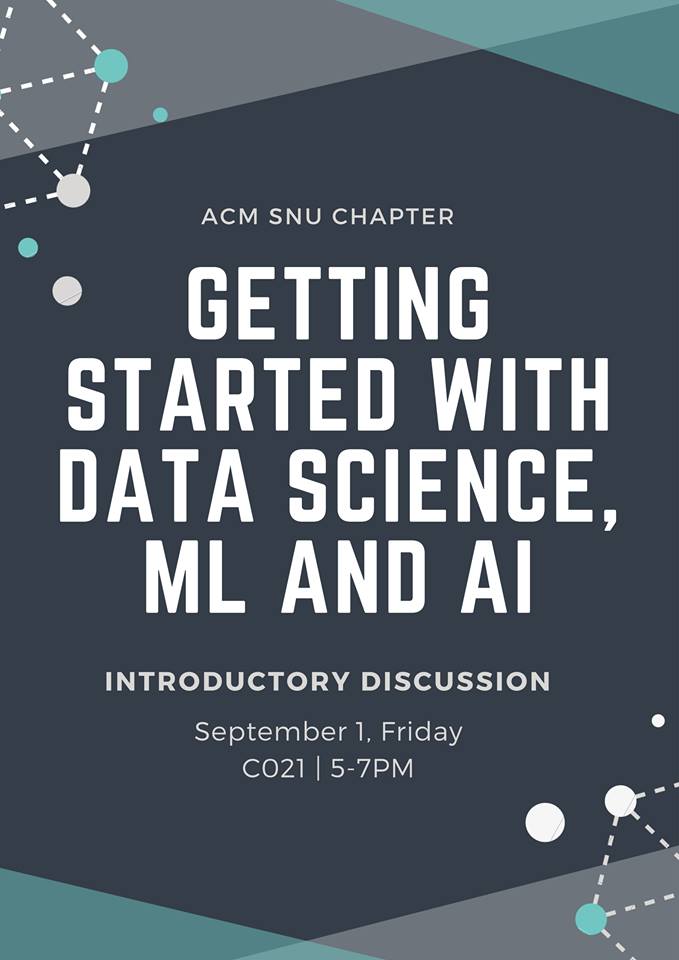 ACM SNU CHAPTER
GETTING
STARTED WITH
DATA SCIENCE,
ML AND AI
INTRODUCTORY DISCUSSION
September 1, Friday
C021 | 5-7PM